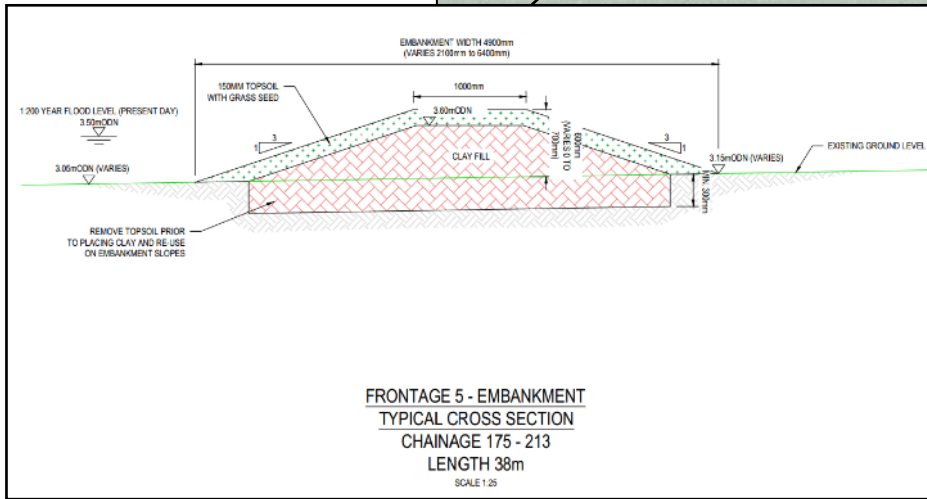 EMBANKMENT WIDTH 4900mm
(VARIES 2100mm to 6400mm)
150MM TOPSOIL
WITH GRASS SEED
1000mm
1:200 YEAR FLOOD LEVEL (PRESENT DAY)
3.50mODN
3.60mODN
600mm
(VARIES 0 TO
700mm)
3
1
3
1
CLAY FILL
EXISTING GROUND LEVEL
3.06mODN (VARIES)
3.15mODN (VARIES)
MIN. 300mm
REMOVE TOPSOIL PRIOR
TO PLACING CLAY AND RE-USE
ON EMBANKMENT SLOPES
FRONTAGE 5 - EMBANKMENT
TYPICAL CROSS SECTION
CHAINAGE 175 - 213
LENGTH 38m
SCALE 1:25